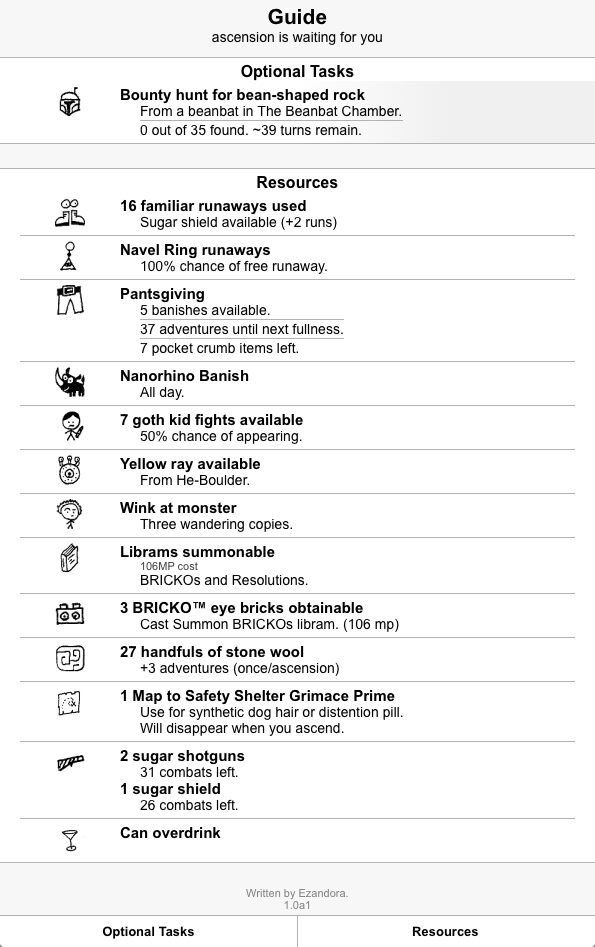 Guide
ascension is waiting for you
Optional Tasks
Bounty hunt for bean-shaped rock
From a beanbat in The Beanbat Chamber.
0 out of 35 found. ~39 turns remain.
Resources
16 familiar runaways used
Sugar shield available (+2 runs)
Navel Ring runaways
100% chance of free runaway.
Pantsgiving
5 banishes available.
37 adventures until next fullness.
7 pocket crumb items left.
Nanorhino Banish
All day.
7 goth kid fights available
50% chance of appearing.
Yellow ray available
From He-Boulder.
Wink at monster
Three wandering copies.
Librams summonable
106MP cost
BRICKOs and Resolutions.
3 BRICKO™ eye bricks obtainable
Cast Summon BRICKOs libram. (106 mp)
27 handfuls of stone wool
+3 adventures (once/ascension)
1 Map to Safety Shelter Grimace Prime
Use for synthetic dog hair or distention pill.
Will disappear when you ascend.
2 sugar shotguns
31 combats left.
1 sugar shield
26 combats left.
Can overdrink
Written by Ezandora.
1.0a1
Optional Tasks
Resources